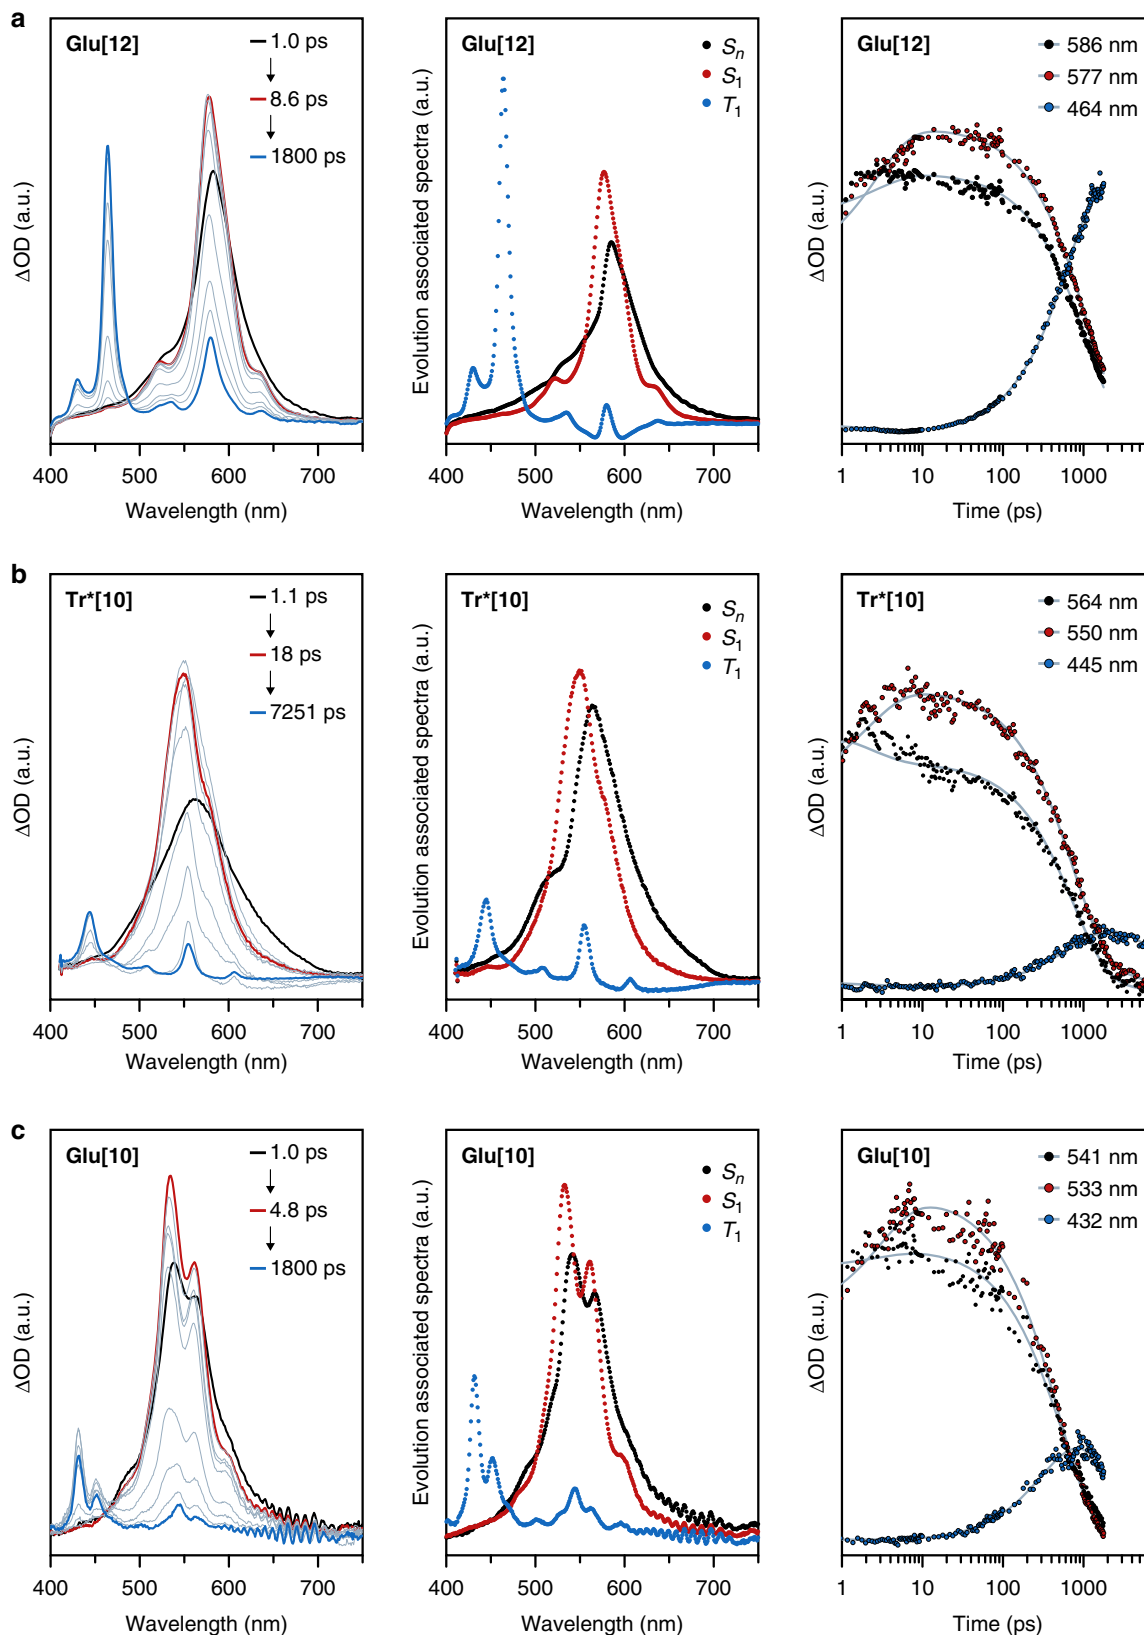 a
Glu[12]
1.0 ps
8.6 ps
1800 ps
ΔOD (a.u.)
400 500 600 700
Wavelength (nm)
Glu[12]
Sn
S1
T1
Evolution associated spectra (a.u.)
400 500 600 700
Wavelength (nm)
Glu[12]
586 nm
577 nm
464 nm
ΔOD (a.u.)
1 10 100 1000
Time (ps)
b
Tr*[10]
1.1 ps
18 ps
7251 ps
ΔOD (a.u.)
400 500 600 700
Wavelength (nm)
Tr*[10]
Sn
S1
T1
Evolution associated spectra (a.u.)
400 500 600 700
Wavelength (nm)
Tr*[10]
564 nm
550 nm
445 nm
ΔOD (a.u.)
1 10 100 1000
Time (ps)
c
Glu[10]
1.0 ps
4.8 ps
1800 ps
ΔOD (a.u.)
400 500 600 700
Wavelength (nm)
Glu[10]
Sn
S1
T1
Evolution associated spectra (a.u.)
400 500 600 700
Wavelength (nm)
Glu[10]
541 nm
533 nm
432 nm
ΔOD (a.u.)
1 10 100 1000
Time (ps)